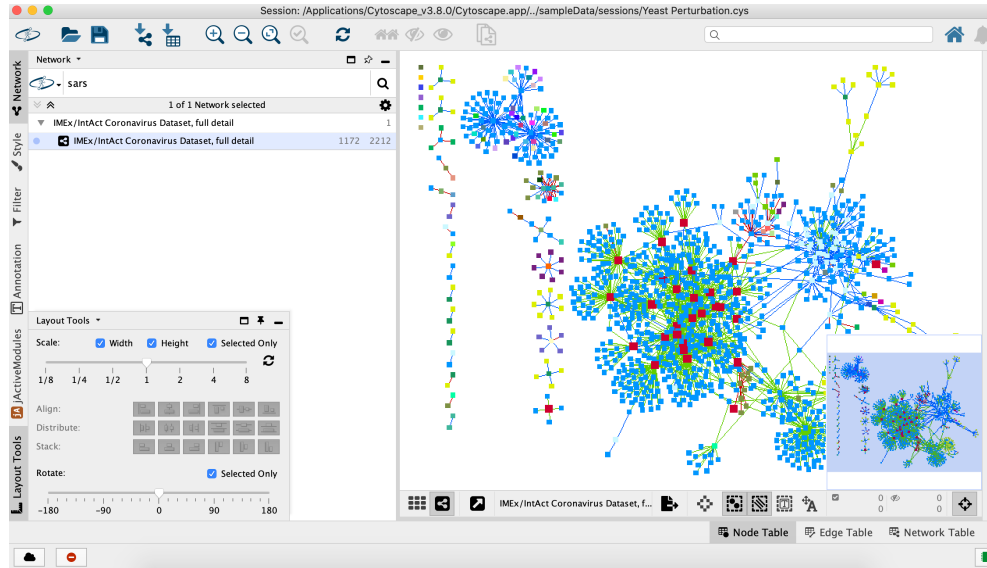 Session: /Applications/Cytoscape_v3.8.0/Cytoscape.app/../sampleData/sessions/Yeast Perturbation.cys
Network
Style
Filter
Annotation
jActiveModules
Layout Tools
Network
sars
1 of 1 Network selected
IMEx/IntAct Coronavirus Dataset, full detail 1
IMEx/IntAct Coronavirus Dataset, full detail 1172 2212
Layout Tools
Scale: Width Height Selected Only
1/8 1/4 1/2 1 2 4 8
Align:
Distribute:
Stack:
Rotate: Selected Only
-180 -90 0 90 180
IMEx/IntAct Coronavirus Dataset, f...
T
A
0 0
0 0
Node Table Edge Table Network Table